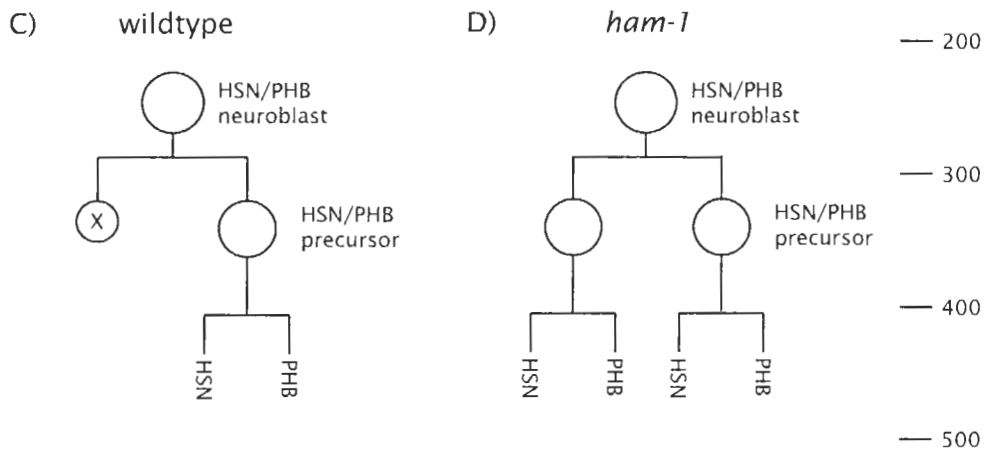 C) wildtype
HSN/PHB
neuroblast
X
HSN/PHB
precursor
HSN
PHB
D) ham-1
HSN/PHB
neuroblast
HSN/PHB
precursor
HSN
PHB
HSN
PHB
200
300
400
500